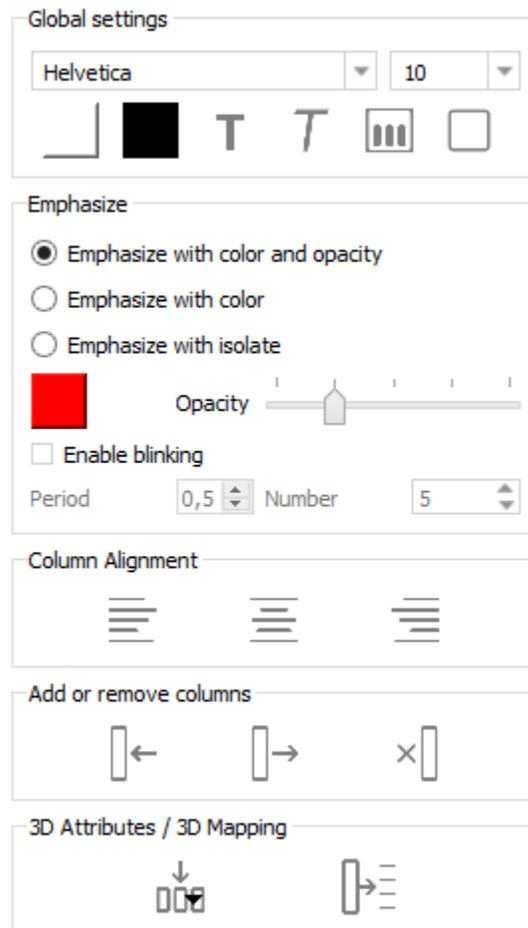 Global settings
Helvetica 10
Emphasize
Emphasize with color and opacity
Emphasize with color
Emphasize with isolate
Opacity
Enable blinking
Period 0,5 Number 5
Column Alignment
Add or remove columns
3D Attributes / 3D Mapping